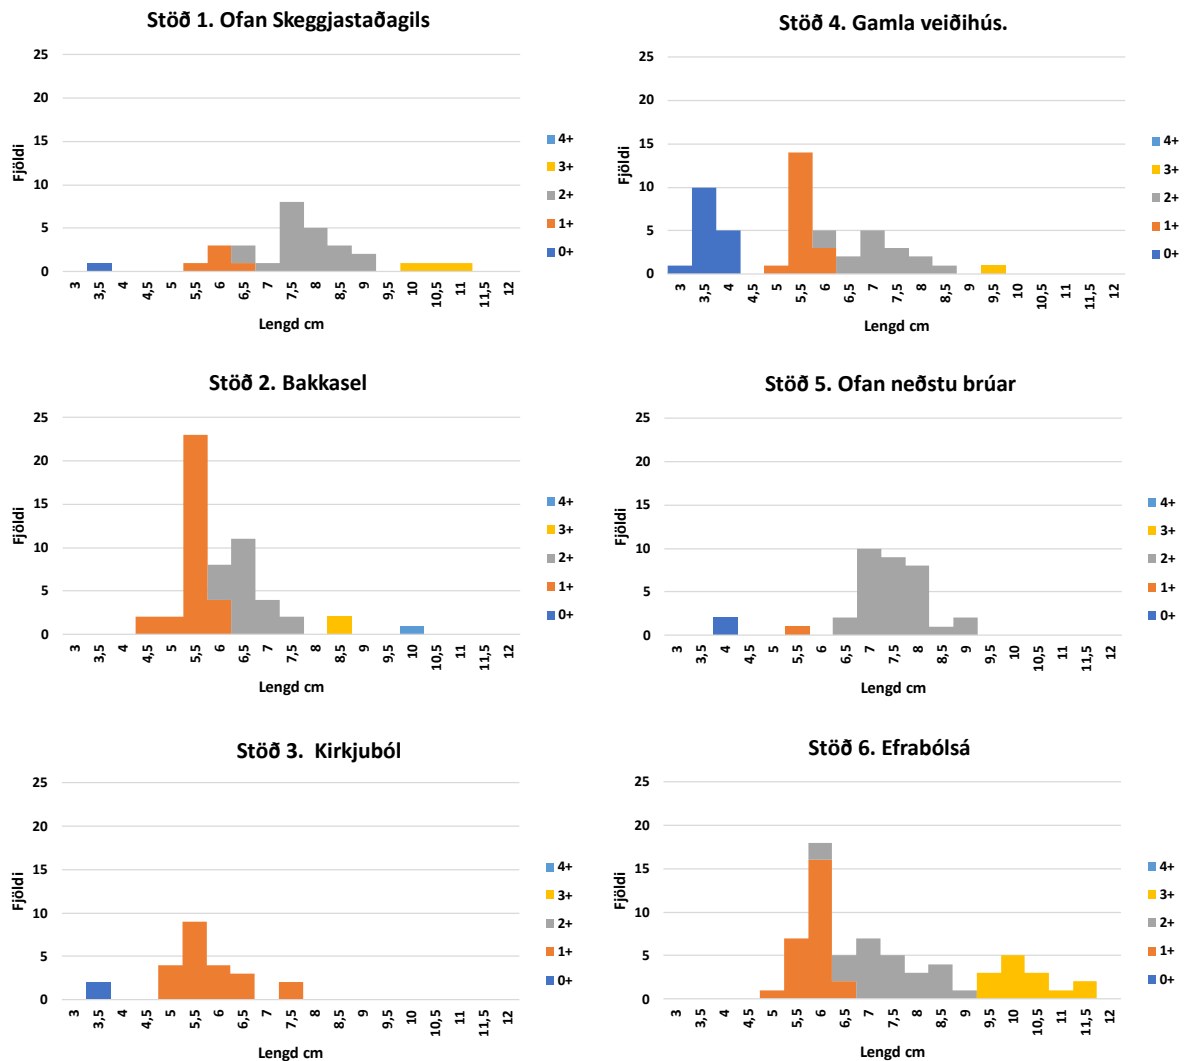 Stöð 1. Ofan Skeggjastaðagils
25
20
15
10
5
0
Fjöldi
3 3,5 4 4,5 5 5,5 6 6,5 7 7,5 8 8,5 9 9,5 10 10,5 11 11,5 12
Lengd cm
4+
3+
2+
1+
0+
Stöð 4. Gamla veiðihús.
25
20
15
10
5
0
Fjöldi
3 3,5 4 4,5 5 5,5 6 6,5 7 7,5 8 8,5 9 9,5 10 10,5 11 11,5 12
Lengd cm
4+
3+
2+
1+
0+
Stöð 2. Bakkasel
25
20
15
10
5
0
Fjöldi
3 3,5 4 4,5 5 5,5 6 6,5 7 7,5 8 8,5 9 9,5 10 10,5 11 11,5 12
Lengd cm
4+
3+
2+
1+
0+
Stöð 5. Ofan neðstu brúar
25
20
15
10
5
0
Fjöldi
3 3,5 4 4,5 5 5,5 6 6,5 7 7,5 8 8,5 9 9,5 10 10,5 11 11,5 12
Lengd cm
4+
3+
2+
1+
0+
Stöð 3. Kirkjuból
25
20
15
10
5
0
Fjöldi
3 3,5 4 4,5 5 5,5 6 6,5 7 7,5 8 8,5 9 9,5 10 10,5 11 11,5 12
Lengd cm
4+
3+
2+
1+
0+
Stöð 6. Efrabólsá
25
20
15
10
5
0
Fjöldi
3 3,5 4 4,5 5 5,5 6 6,5 7 7,5 8 8,5 9 9,5 10 10,5 11 11,5 12
Lengd cm
4+
3+
2+
1+
0+